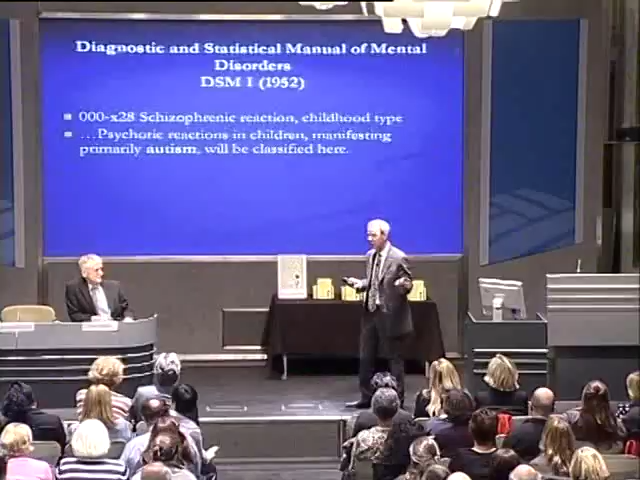 Diagnostic and Statistical Manual of Mental
Disorders
DSM I (1952)
000-x28 Schizophrenic reaction, childhood type
…Psychotic reactions in children, manifesting
primarily autism, will be classified here.